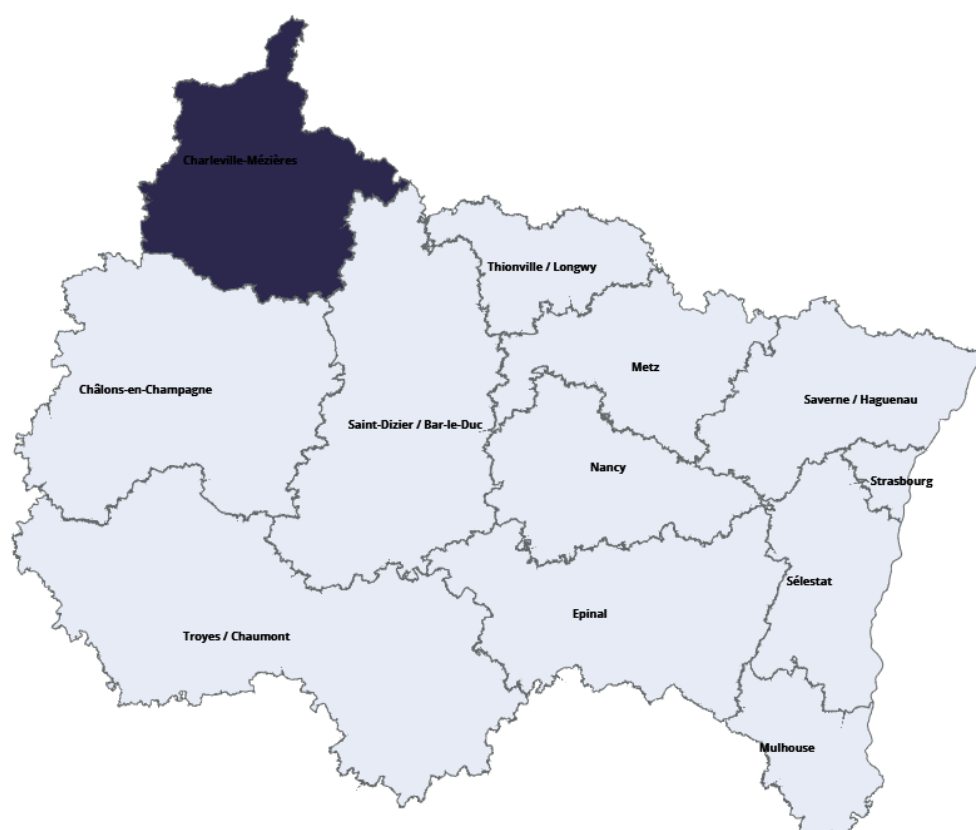 Charleville-Mézières
Thionville / Longwy
Metz
Châlons-en-Champagne
Saverne / Haguenau
Saint-Dizier / Bar-le-Duc
Nancy
Strasbourg
Sélestat
Epinal
Troyes / Chaumont
Mulhouse